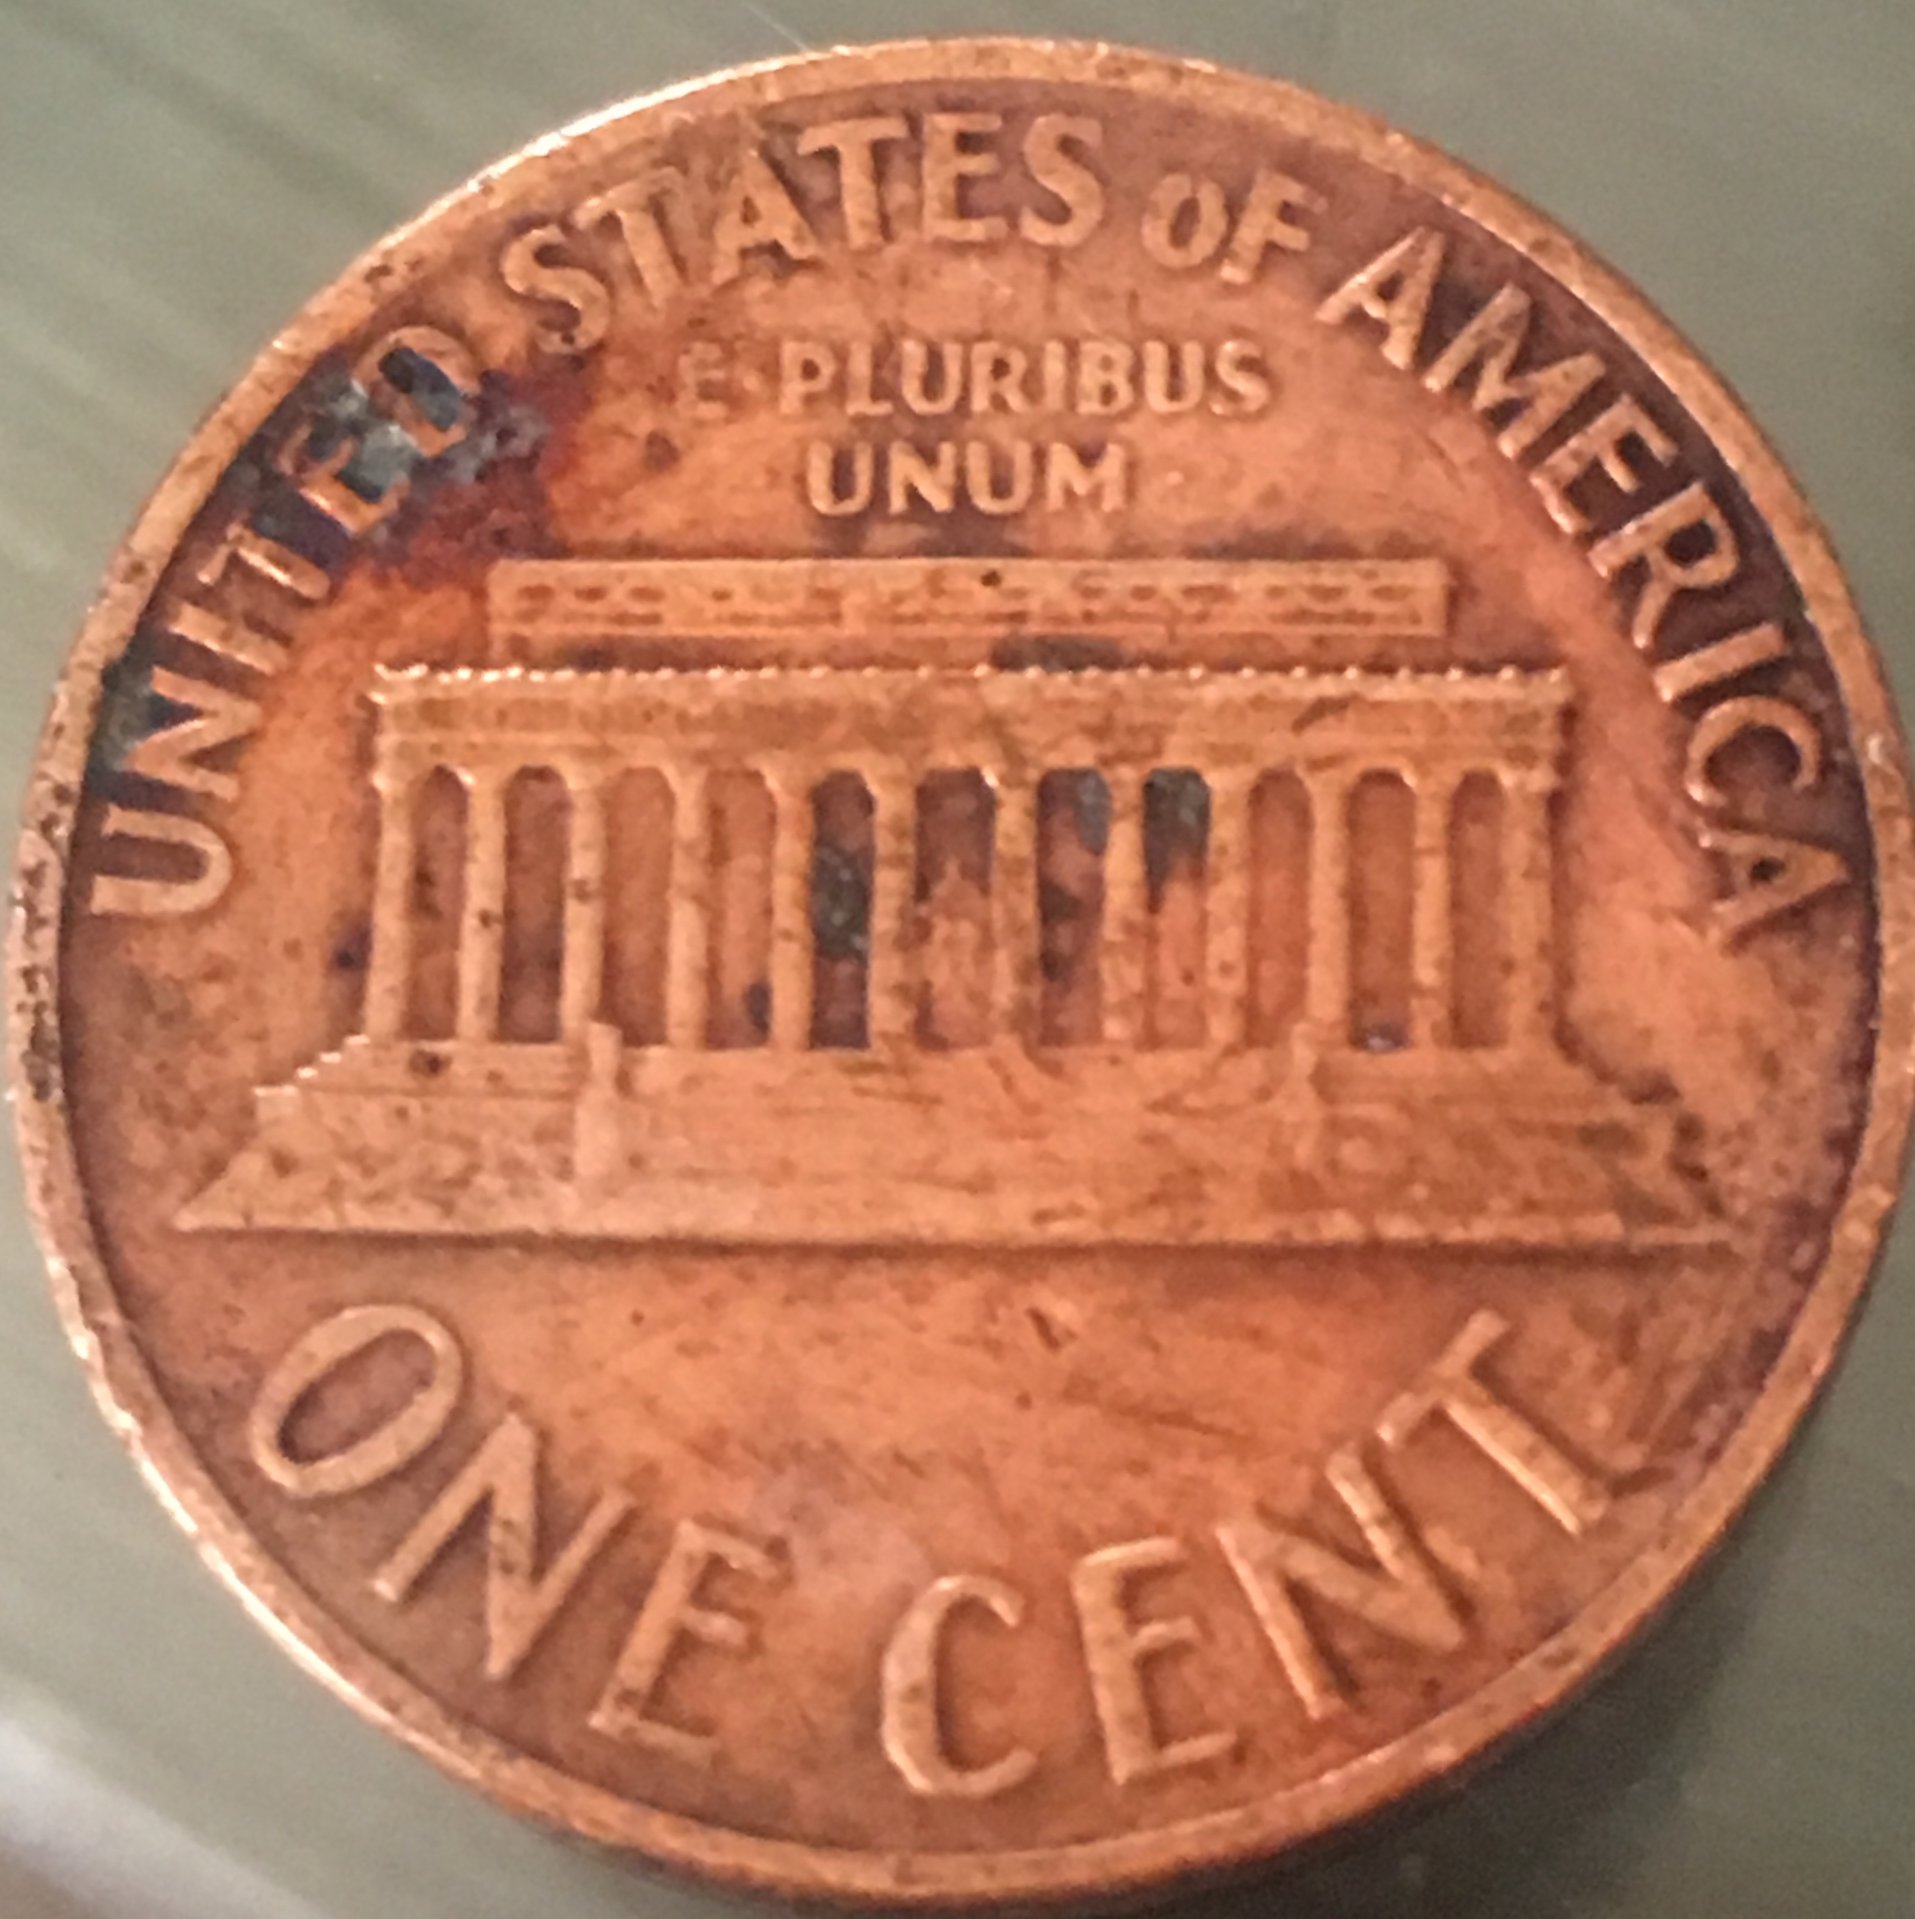 UNITED STATES OF AMERICA
E·PLURIBUS
UNUM
ONE CENT